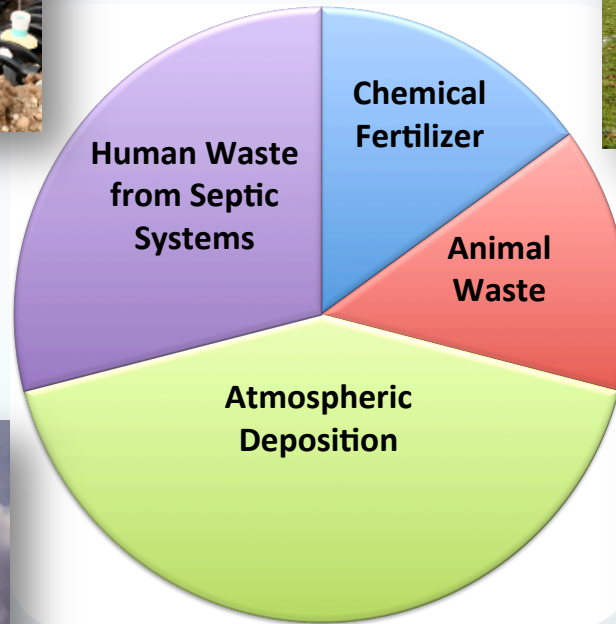 Chemical
Fertilizer
Human Waste
from Septic
Systems
Animal
Waste
Atmospheric
Deposition